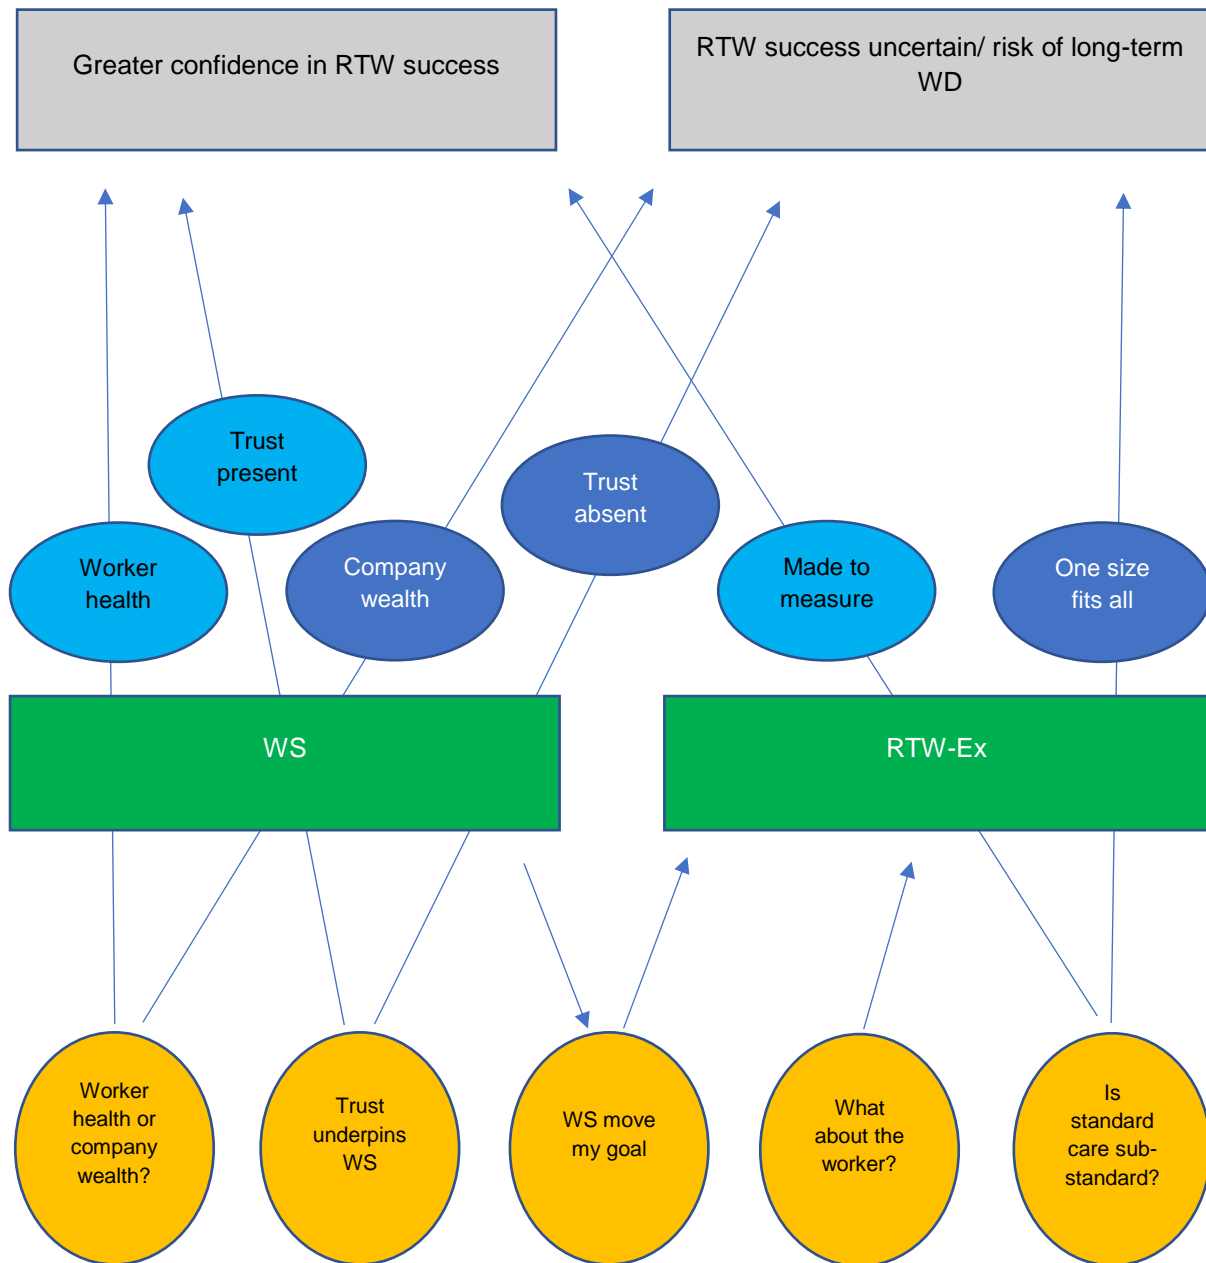 Greater confidence in RTW success
RTW success uncertain/ risk of long-term
WD
Trust
present
Trust
absent
Worker
health
Company
wealth
Made to
measure
One size
fits all
WS
RTW-Ex
Worker
health or
company
wealth?
Trust
underpins
WS
WS move
my goal
What
about the
worker?
Is
standard
care sub-
standard?